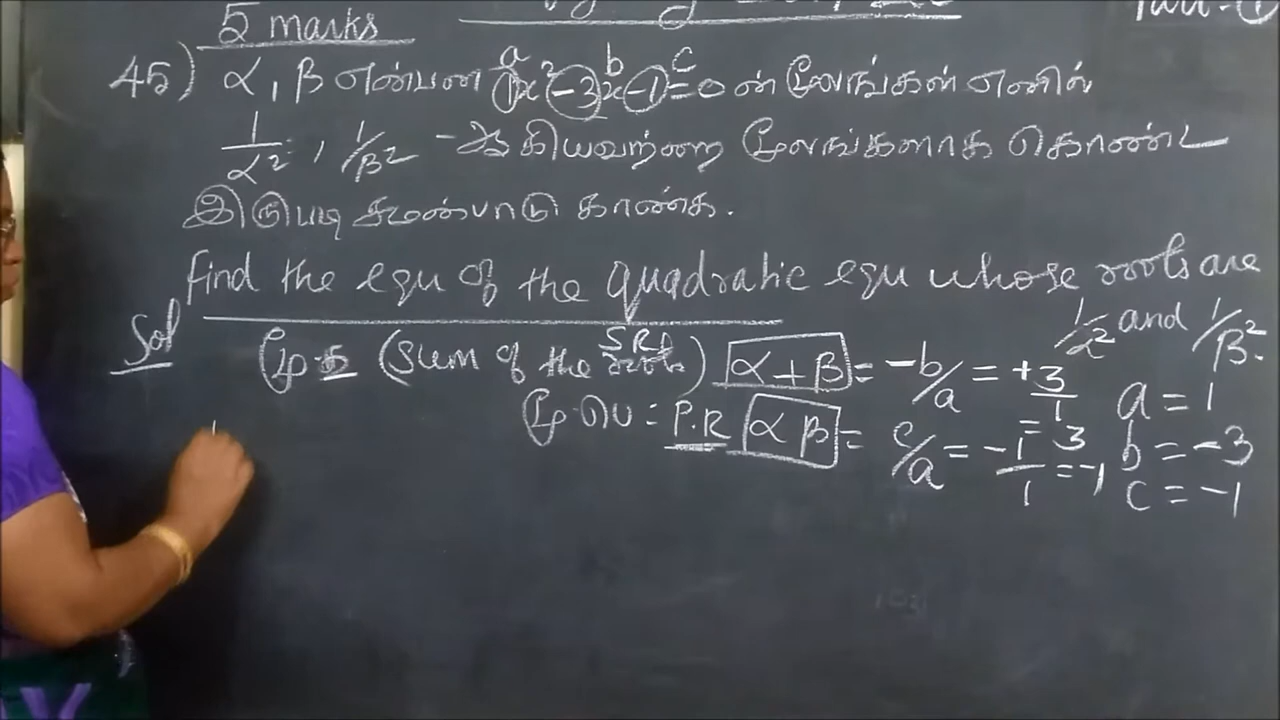 5 marks
45) α, β என்பன 1x² - 3x - 1 = 0 ன் மூலங்கள் எனில்
a b c
1/α², 1/β² -ஆகியவற்றை மூலங்களாக கொண்ட
இருபடி சமன்பாடு காண்க.
Find the equ of the quadratic equ whose roots are
1/α² and 1/β².
Sol
மூ.கூ (Sum of the roots) α + β = -b/a = +3/1 = 3
SR
மூ.பெ = P.R αβ = c/a = -1/1 = -1
a = 1
b = -3
c = -1